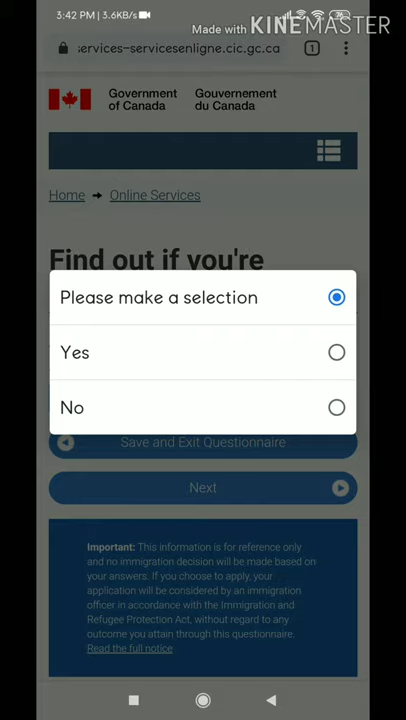 3:42 PM | 3.6KB/s
Made with KINEMASTER
services-servicesenligne.cic.gc.ca
1
Government of Canada
Gouvernement du Canada
Home → Online Services
Find out if you're
Please make a selection
Yes
No
Save and Exit Questionnaire
Next
Important: This information is for reference only
and no immigration decision will be made based on
your answers. If you choose to apply, your
application will be considered by an immigration
officer in accordance with the Immigration and
Refugee Protection Act, without regard to any
outcome you attain through this questionnaire.
Read the full notice